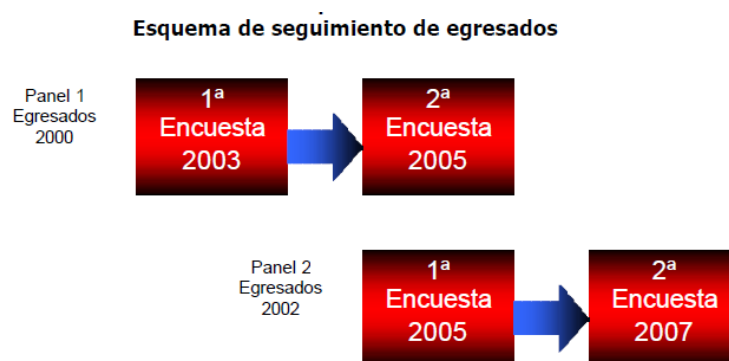 Esquema de seguimiento de egresados
Panel 1
Egresados
2000
1ª
Encuesta
2003
2ª
Encuesta
2005
Panel 2
Egresados
2002
1ª
Encuesta
2005
2ª
Encuesta
2007